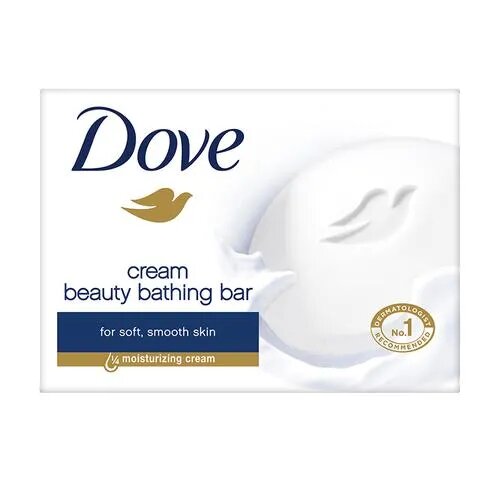 Dove
cream
beauty bathing bar
for soft, smooth skin
¼ moisturizing cream
DERMATOLOGIST
No.1
RECOMMENDED